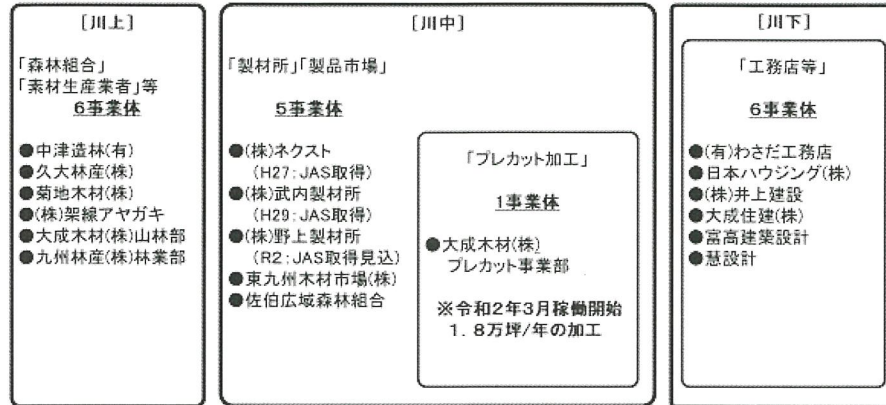 ［川上］
「森林組合」
「素材生産業者」等
6事業体
●中津造林(有)
●久大林産(株)
●菊地木材(株)
●(株)架線アヤガキ
●大成木材(株)山林部
●九州林産(株)林業部
［川中］
「製材所」「製品市場」
5事業体
●(株)ネクスト
(H27:JAS取得)
●(株)武内製材所
(H29:JAS取得)
●(株)野上製材所
(R2:JAS取得見込)
●東九州木材市場(株)
●佐伯広域森林組合
「プレカット加工」
1事業体
●大成木材(株)
プレカット事業部
※令和2年3月稼働開始
1．8万坪/年の加工
［川下］
「工務店等」
6事業体
●(有)わさだ工務店
●日本ハウジング(株)
●(株)井上建設
●大成住建(株)
●富高建築設計
●慧設計